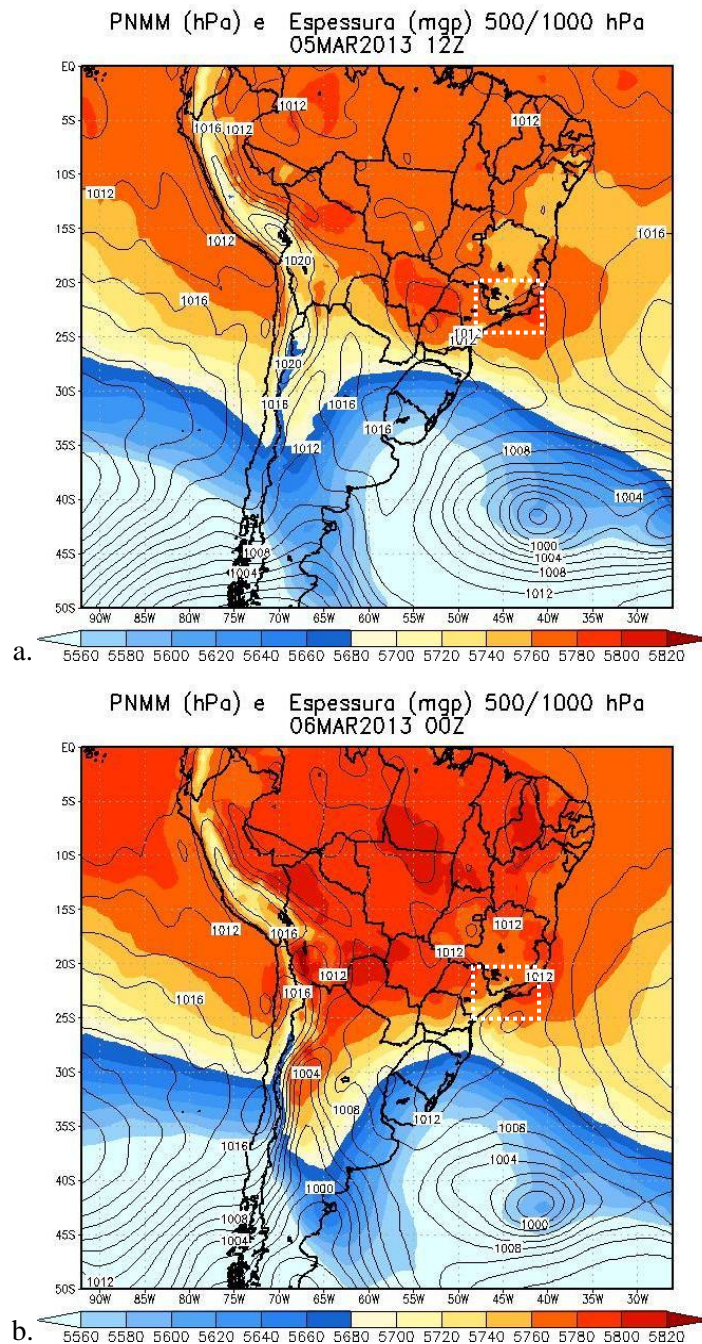 PNMM (hPa) e Espessura (mgp) 500/1000 hPa
05MAR2013 12Z
EQ
1012
5S 1016 1012 1012
10S
1012
15S
1012 1016
1020
20S
1016
25S 1012
1020
30S
1016 1016
1016
35S 1012
1008
40S 1004
1000
45S 1008 1004
1004 1008
1012
50S
90W 85W 80W 75W 70W 65W 60W 55W 50W 45W 40W 35W 30W
a.
5560 5580 5600 5620 5640 5660 5680 5700 5720 5740 5760 5780 5800 5820
PNMM (hPa) e Espessura (mgp) 500/1000 hPa
06MAR2013 00Z
EQ
5S
10S
15S
1012 1016 1012
1012
20S
1012 1012
1016 1016
25S
30S 1004
1008
1012
35S
1016 1008
40S 1004
1000
1000
45S 1008
1004 1008
1012
50S
90W 85W 80W 75W 70W 65W 60W 55W 50W 45W 40W 35W 30W
b.
5560 5580 5600 5620 5640 5660 5680 5700 5720 5740 5760 5780 5800 5820